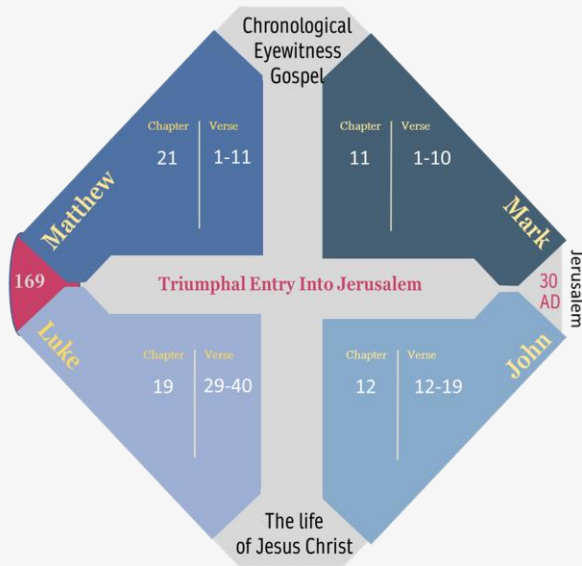 Chronological
Eyewitness
Gospel
Matthew
Chapter Verse
21 1-11
Mark
Chapter Verse
11 1-10
169
Triumphal Entry Into Jerusalem
30
AD
Jerusalem
Luke
Chapter Verse
19 29-40
John
Chapter Verse
12 12-19
The life
of Jesus Christ